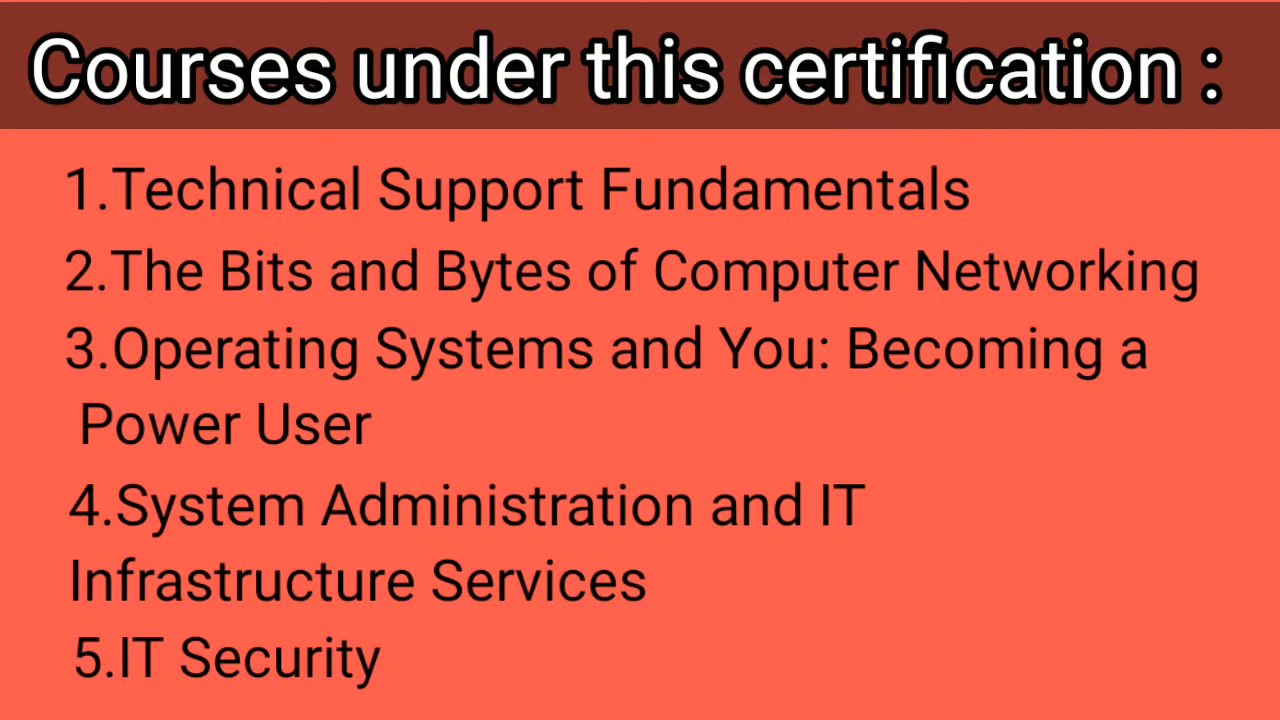 Courses under this certification :
1.Technical Support Fundamentals
2.The Bits and Bytes of Computer Networking
3.Operating Systems and You: Becoming a
Power User
4.System Administration and IT
Infrastructure Services
5.IT Security